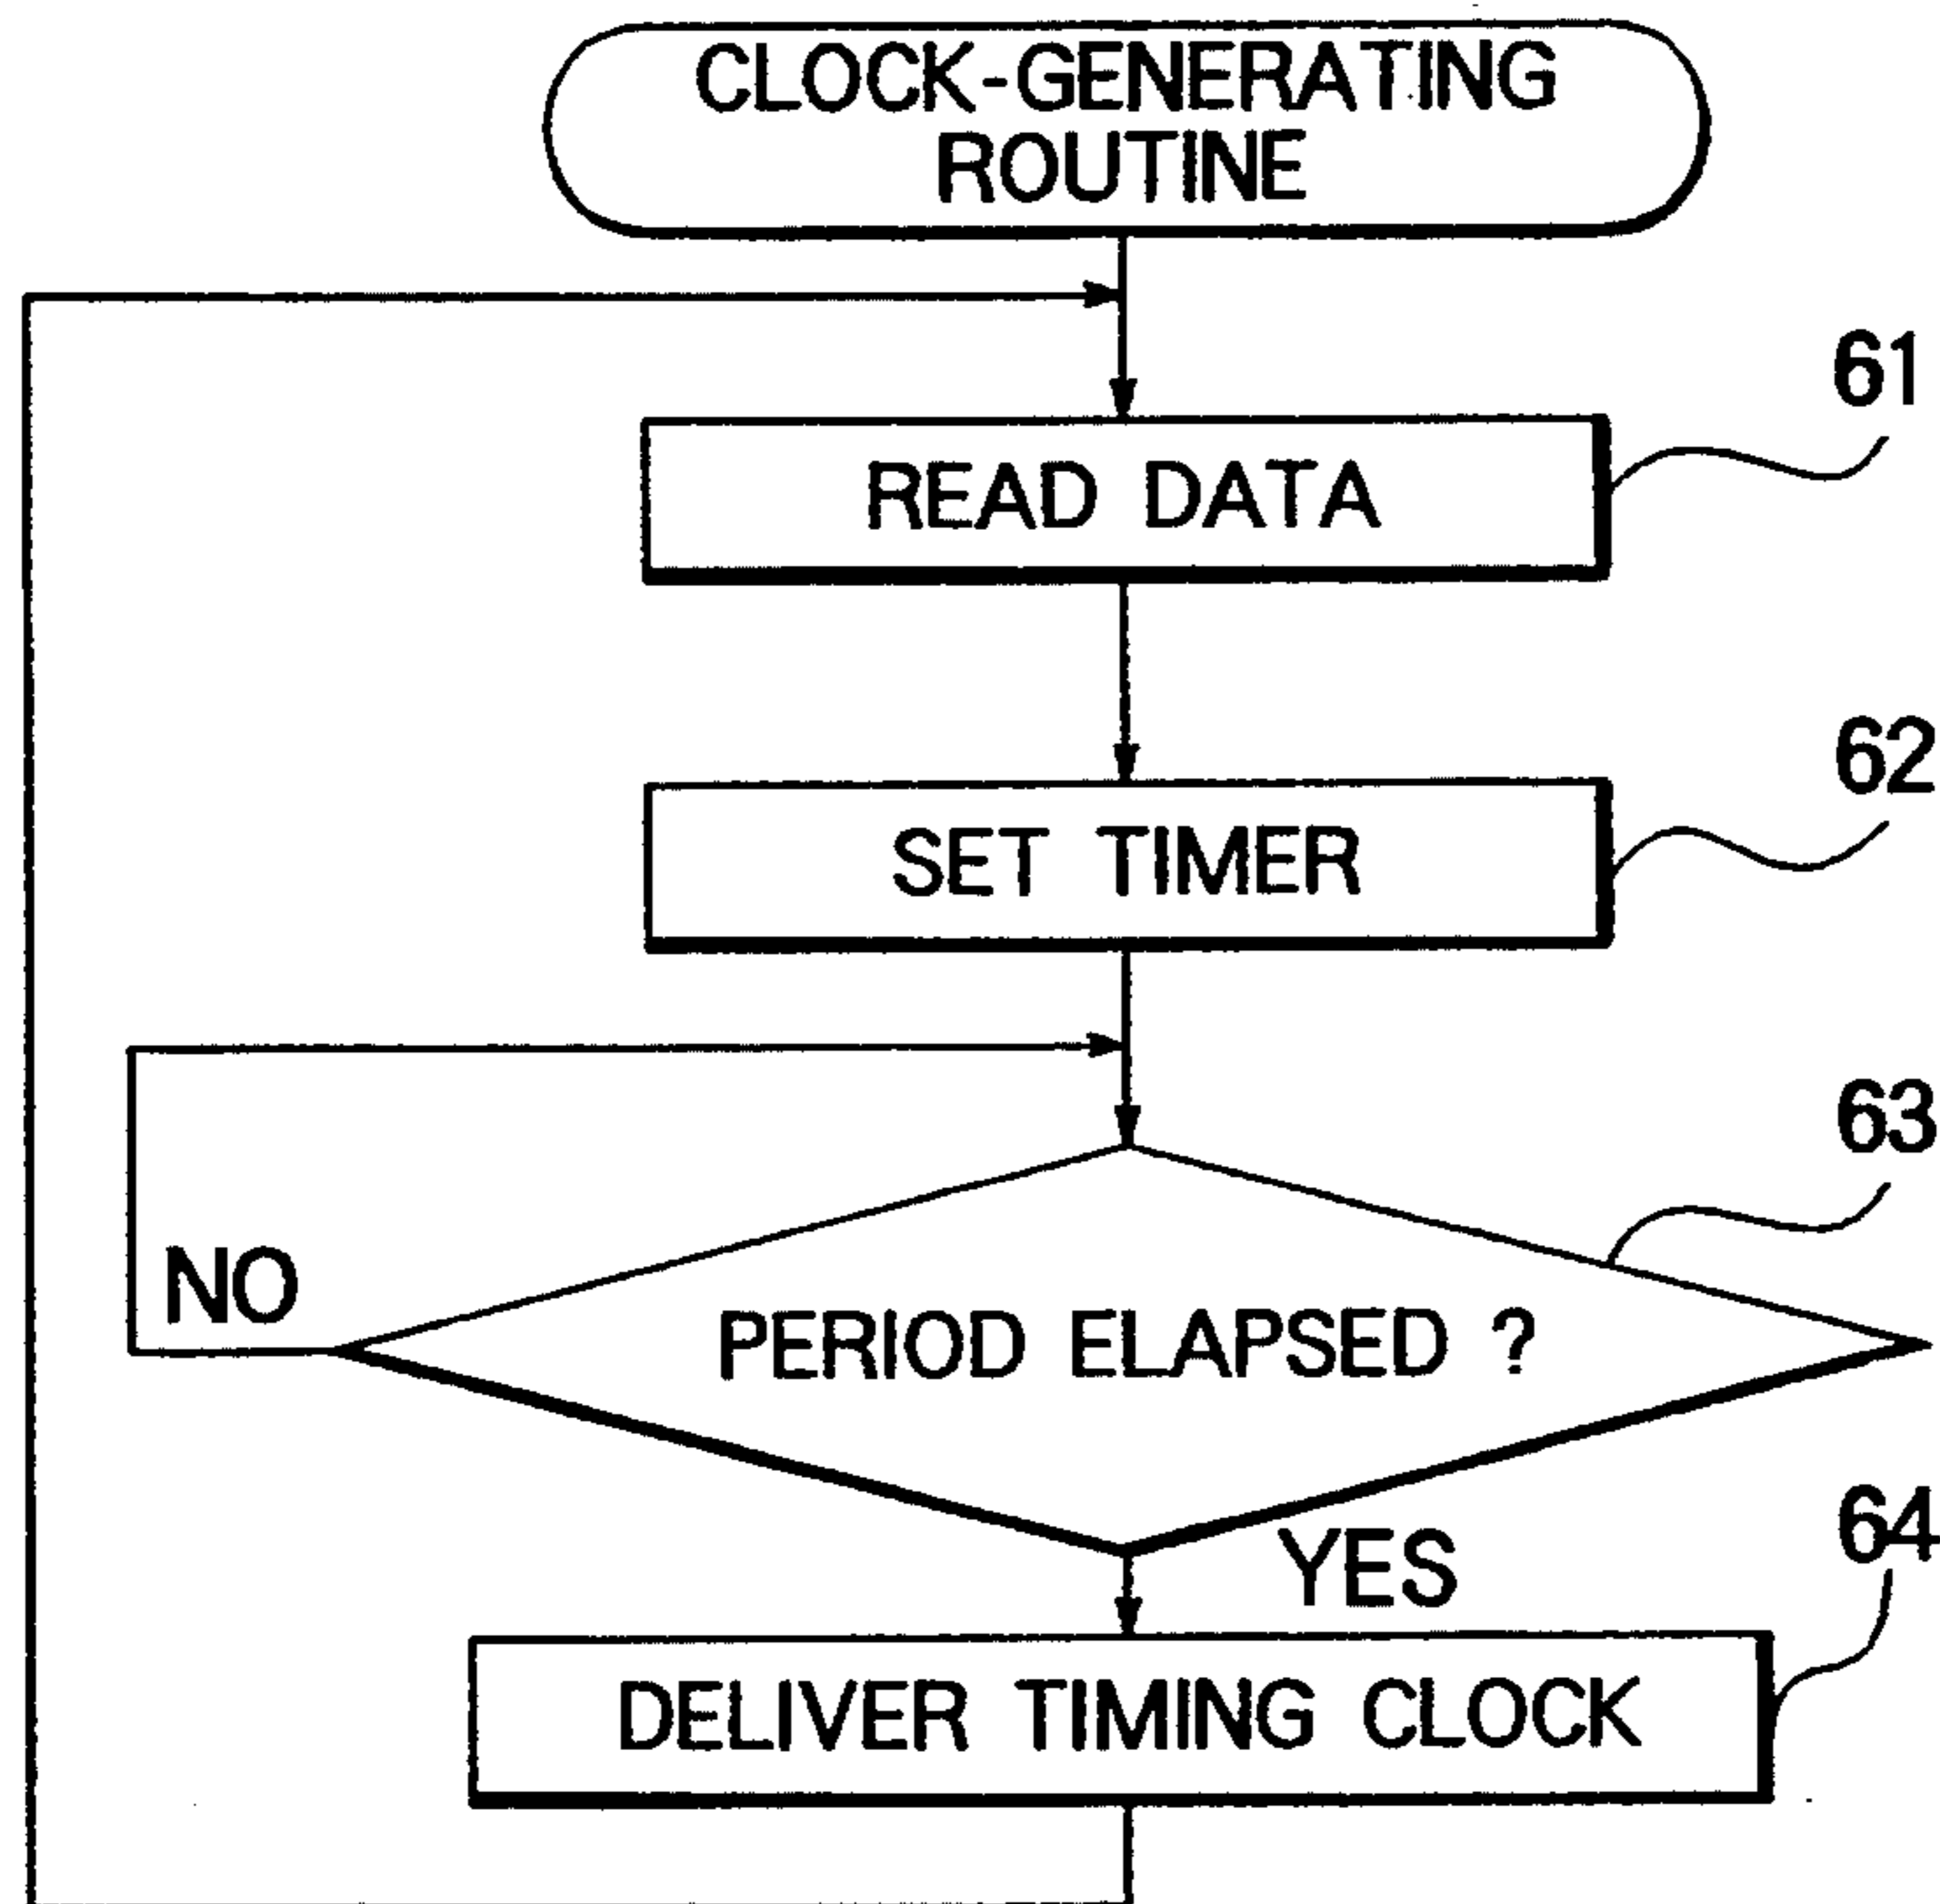 CLOCK-GENERATING
ROUTINE
61
READ DATA
62
SET TIMER
63
NO
PERIOD ELAPSED ?
YES
64
DELIVER TIMING CLOCK